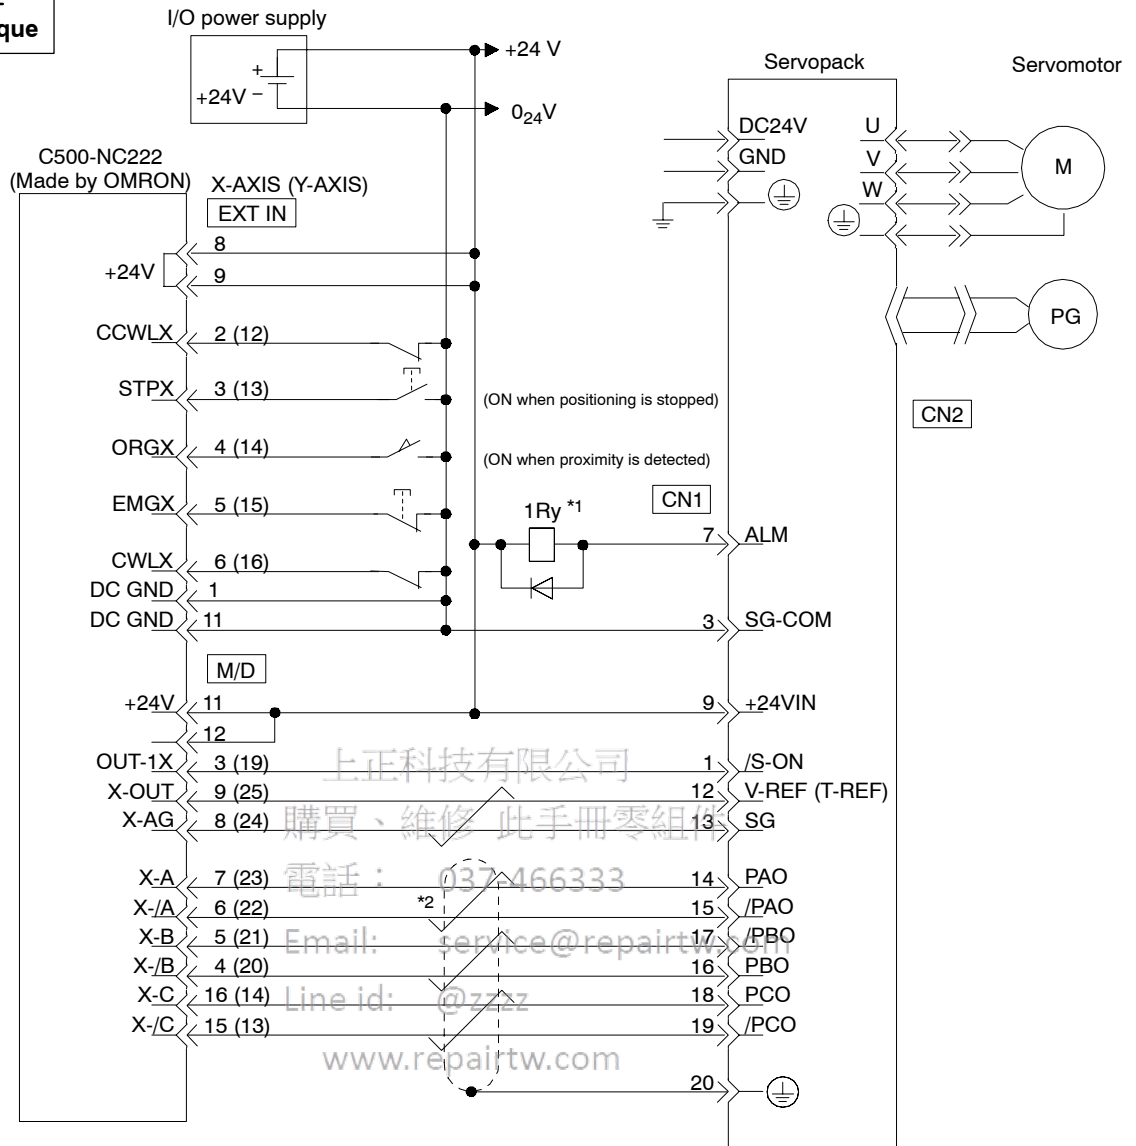 que
I/O power supply
+24 V
+
+24V –
0₂₄V
Servopack
Servomotor
DC24V
GND
U
V
W
M
PG
CN2
C500-NC222
(Made by OMRON)
X-AXIS (Y-AXIS)
EXT IN
8
+24V
9
CCWLX 2 (12)
STPX 3 (13)
(ON when positioning is stopped)
ORGX 4 (14)
(ON when proximity is detected)
EMGX 5 (15)
1Ry *1
CN1
7 ALM
CWLX 6 (16)
DC GND 1
DC GND 11
3 SG-COM
M/D
+24V 11
9 +24VIN
12
OUT-1X 3 (19)
1 /S-ON
X-OUT 9 (25)
12 V-REF (T-REF)
X-AG 8 (24)
13 SG
X-A 7 (23)
14 PAO
*2
X-/A 6 (22)
15 /PAO
X-B 5 (21)
17 /PBO
X-/B 4 (20)
16 PBO
X-C 16 (14)
18 PCO
X-/C 15 (13)
19 /PCO
20
上正科技有限公司
購買、維修 此手冊零組件
電話： 037-466333
Email: service@repairtw.com
Line id: @zzzz
www.repairtw.com